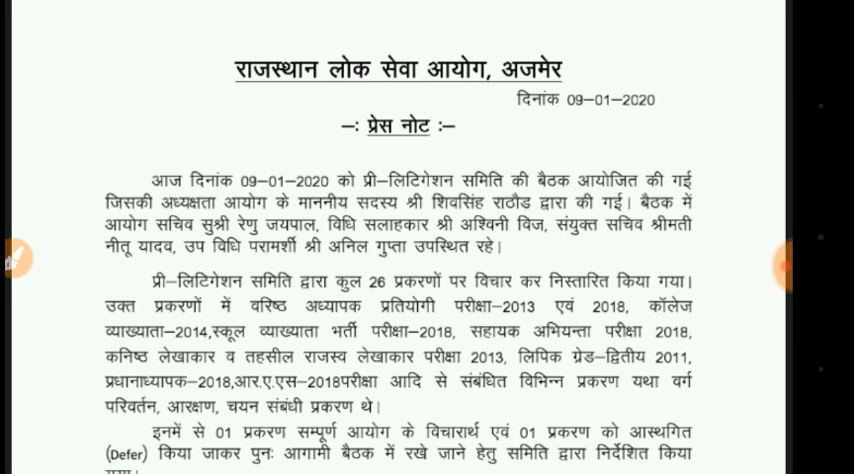 राजस्थान लोक सेवा आयोग, अजमेर
दिनांक 09–01–2020
–ः प्रेस नोट ः–
आज दिनांक 09–01–2020 को प्री–लिटिगेशन समिति की बैठक आयोजित की गई
जिसकी अध्यक्षता आयोग के माननीय सदस्य श्री शिवसिंह राठौड द्वारा की गई। बैठक में
आयोग सचिव सुश्री रेणु जयपाल, विधि सलाहकार श्री अश्विनी विज, संयुक्त सचिव श्रीमती
नीतू यादव, उप विधि परामर्शी श्री अनिल गुप्ता उपस्थित रहे।
प्री–लिटिगेशन समिति द्वारा कुल 26 प्रकरणों पर विचार कर निस्तारित किया गया।
उक्त प्रकरणों में वरिष्ठ अध्यापक प्रतियोगी परीक्षा–2013 एवं 2018, कॉलेज
व्याख्याता–2014,स्कूल व्याख्याता भर्ती परीक्षा–2018, सहायक अभियन्ता परीक्षा 2018,
कनिष्ठ लेखाकार व तहसील राजस्व लेखाकार परीक्षा 2013, लिपिक ग्रेड–द्वितीय 2011,
प्रधानाध्यापक–2018,आर.ए.एस–2018परीक्षा आदि से संबंधित विभिन्न प्रकरण यथा वर्ग
परिवर्तन, आरक्षण, चयन संबंधी प्रकरण थे।
इनमें से 01 प्रकरण सम्पूर्ण आयोग के विचारार्थ एवं 01 प्रकरण को आस्थगित
(Defer) किया जाकर पुनः आगामी बैठक में रखे जाने हेतु समिति द्वारा निर्देशित किया